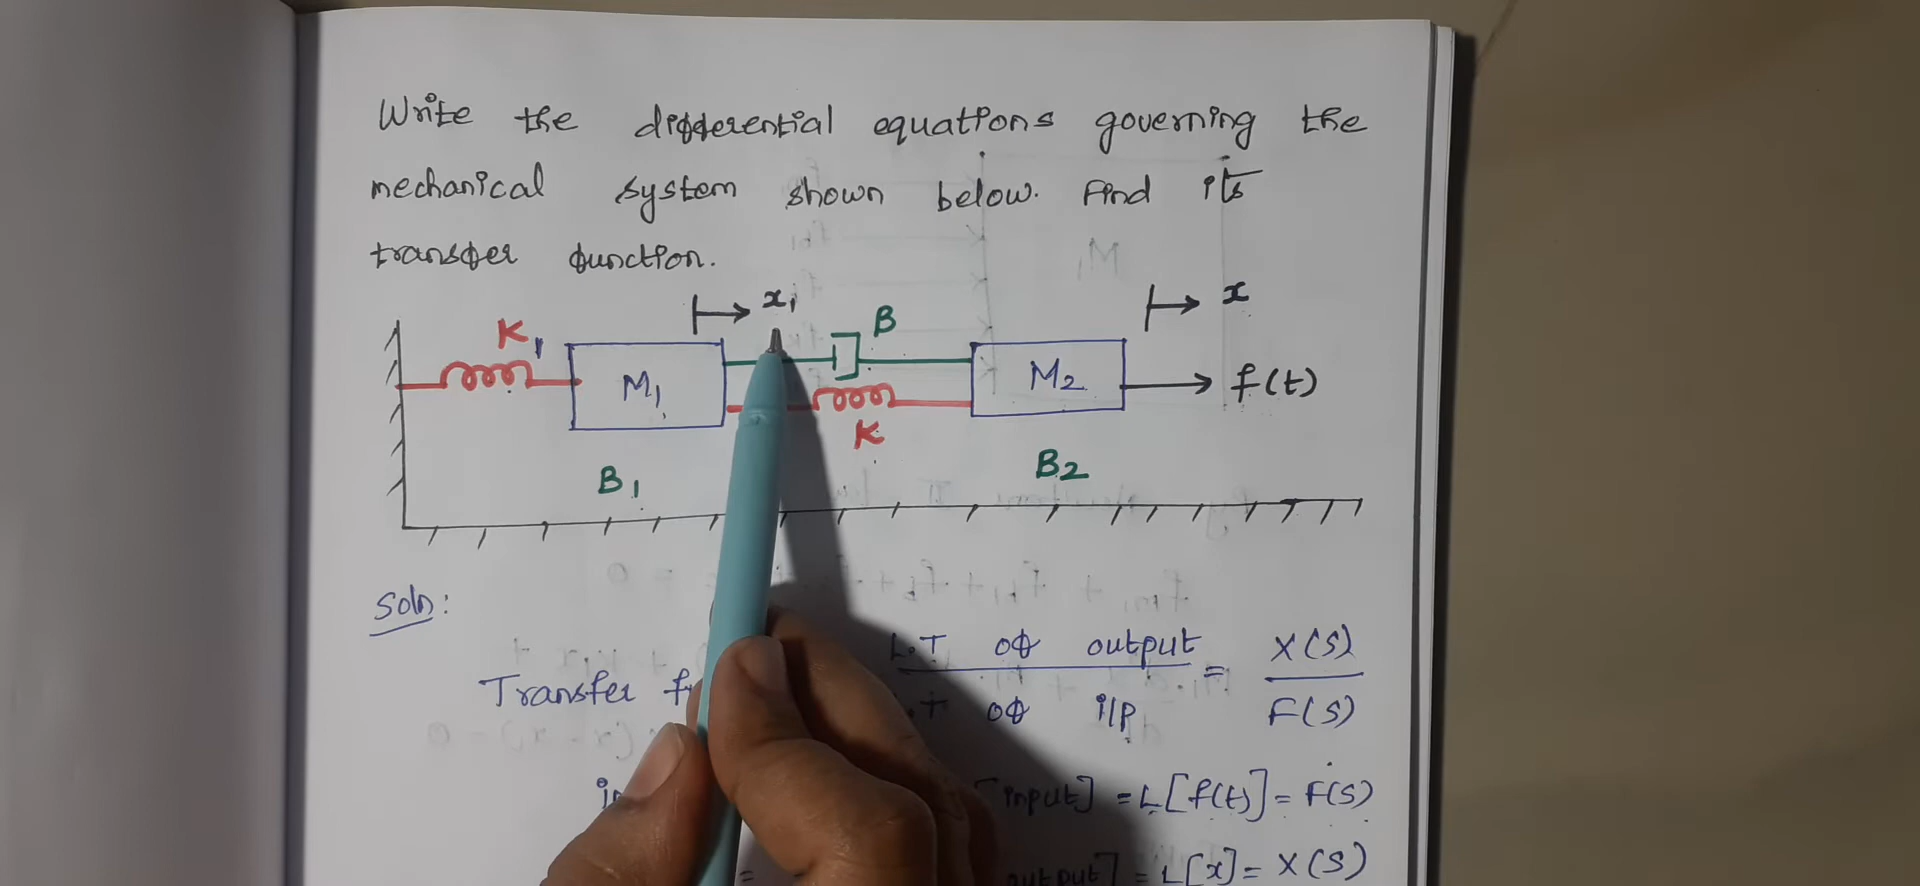 Write the differential equations governing the
mechanical system shown below. Find its
transfer function.
x1
x
K1
B
M1
M2
f(t)
K
B1
B2
Soln:
Transfer L.T of output = X(S)
of i/p F(S)
[input] = L[f(t)] = F(S)
output] = L[x] = X(S)